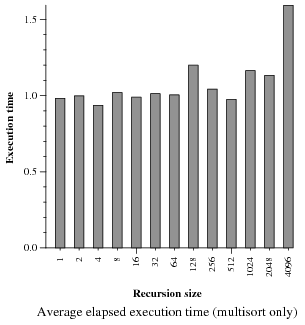 1.5
1.0
0.5
0.0
Execution time
1 2 4 8 16 32 64 128 256 512 1024 2048 4096
Recursion size
Average elapsed execution time (multisort only)